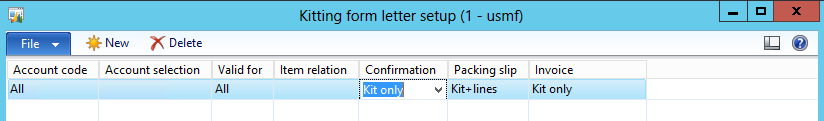 Kitting form letter setup (1 - usmf)
File New Delete
Account code Account selection Valid for Item relation Confirmation Packing slip Invoice
All All Kit only Kit+lines Kit only